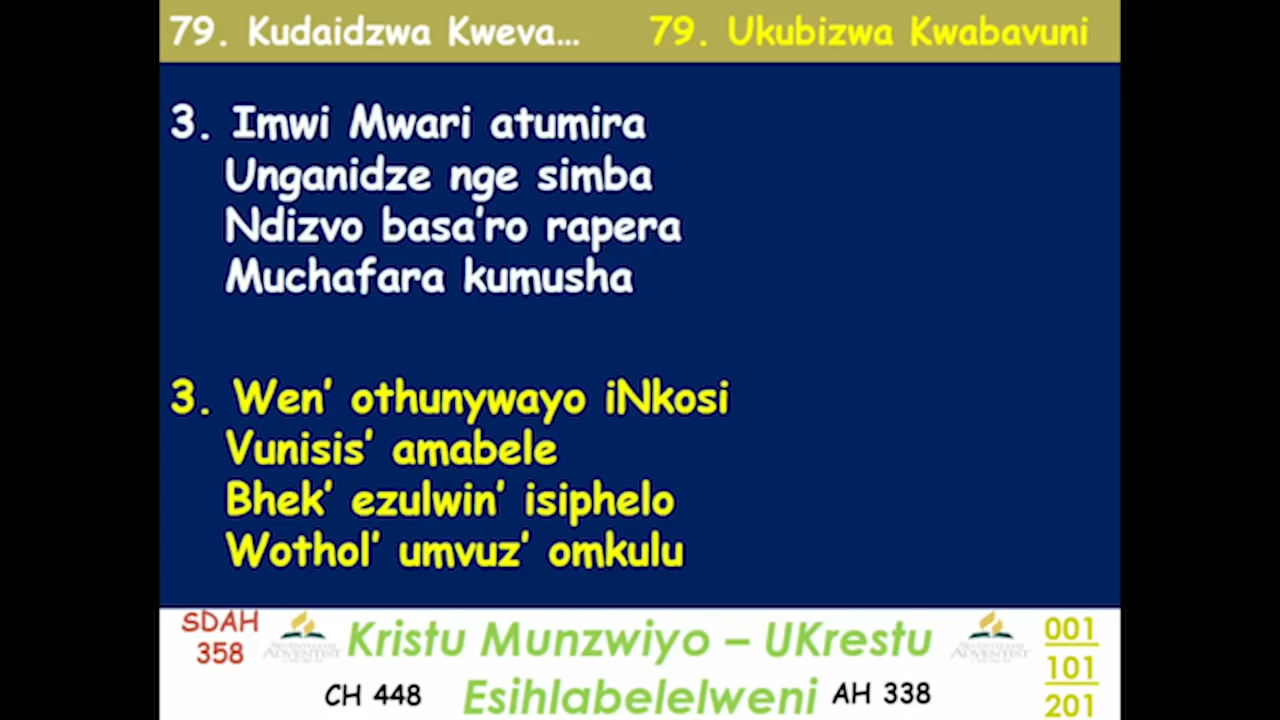 79. Kudaidzwa Kweva...
79. Ukubizwa Kwabavuni
3. Imwi Mwari atumira
Unganidze nge simba
Ndizvo basa’ro rapera
Muchafara kumusha
3. Wen’ othunywayo iNkosi
Vunisis’ amabele
Bhek’ ezulwin’ isiphelo
Wothol’ umvuz’ omkulu
SDAH
358
Kristu Munzwiyo – UKrestu
Esihlabelelweni
CH 448
AH 338
001
101
201